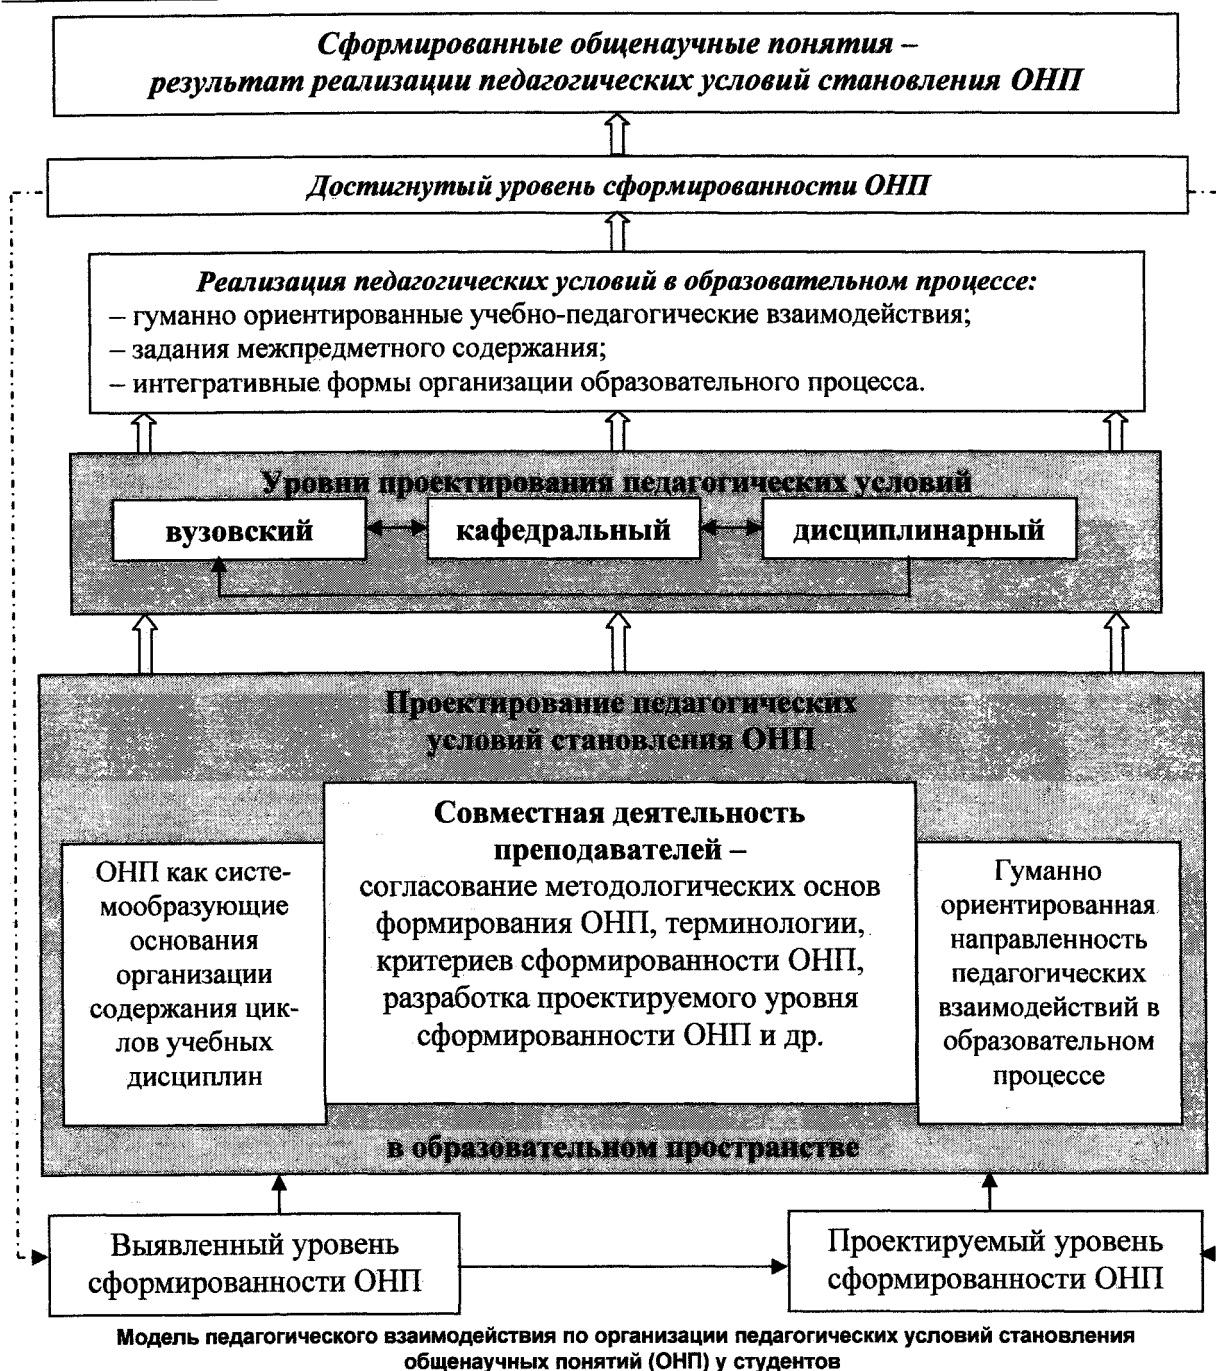 Сформированные общенаучные понятия –
результат реализации педагогических условий становления ОНП
Достигнутый уровень сформированности ОНП
Реализация педагогических условий в образовательном процессе:
– гуманно ориентированные учебно-педагогические взаимодействия;
– задания межпредметного содержания;
– интегративные формы организации образовательного процесса.
Уровни проектирования педагогических условий
вузовский
кафедральный
дисциплинарный
Проектирование педагогических
условий становления ОНП
ОНП как систе-
мообразующие
основания
организации
содержания цик-
лов учебных
дисциплин
Совместная деятельность
преподавателей –
согласование методологических основ
формирования ОНП, терминологии,
критериев сформированности ОНП,
разработка проектируемого уровня
сформированности ОНП и др.
Гуманно
ориентированная
направленность
педагогических
взаимодействий в
образовательном
процессе
в образовательном пространстве
Выявленный уровень
сформированности ОНП
Проектируемый уровень
сформированности ОНП
Модель педагогического взаимодействия по организации педагогических условий становления
общенаучных понятий (ОНП) у студентов